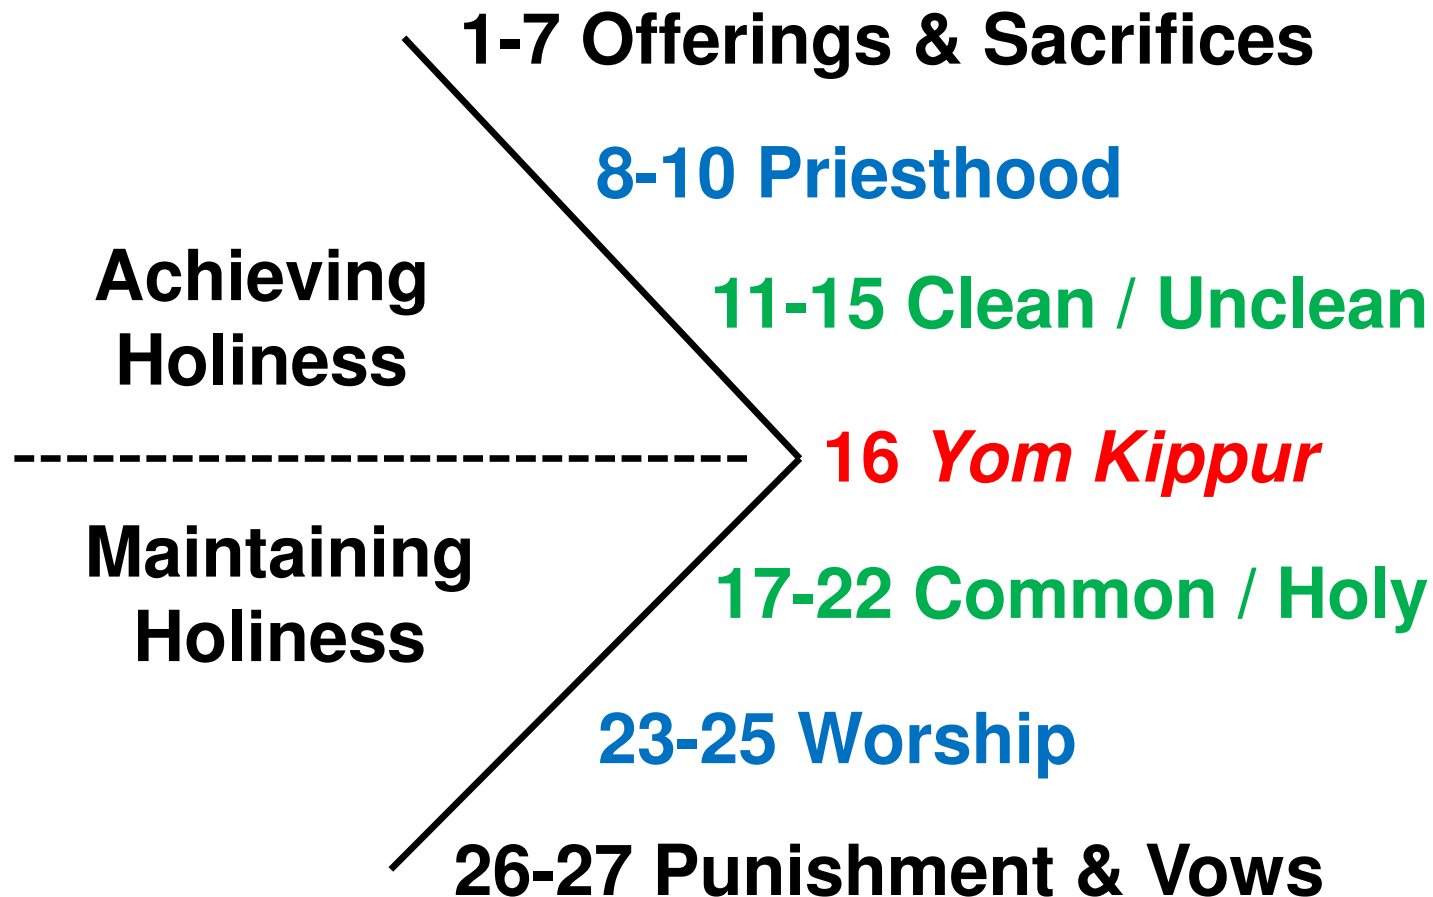 1-7 Offerings & Sacrifices
8-10 Priesthood
11-15 Clean / Unclean
Achieving
Holiness
16 Yom Kippur
Maintaining
Holiness
17-22 Common / Holy
23-25 Worship
26-27 Punishment & Vows